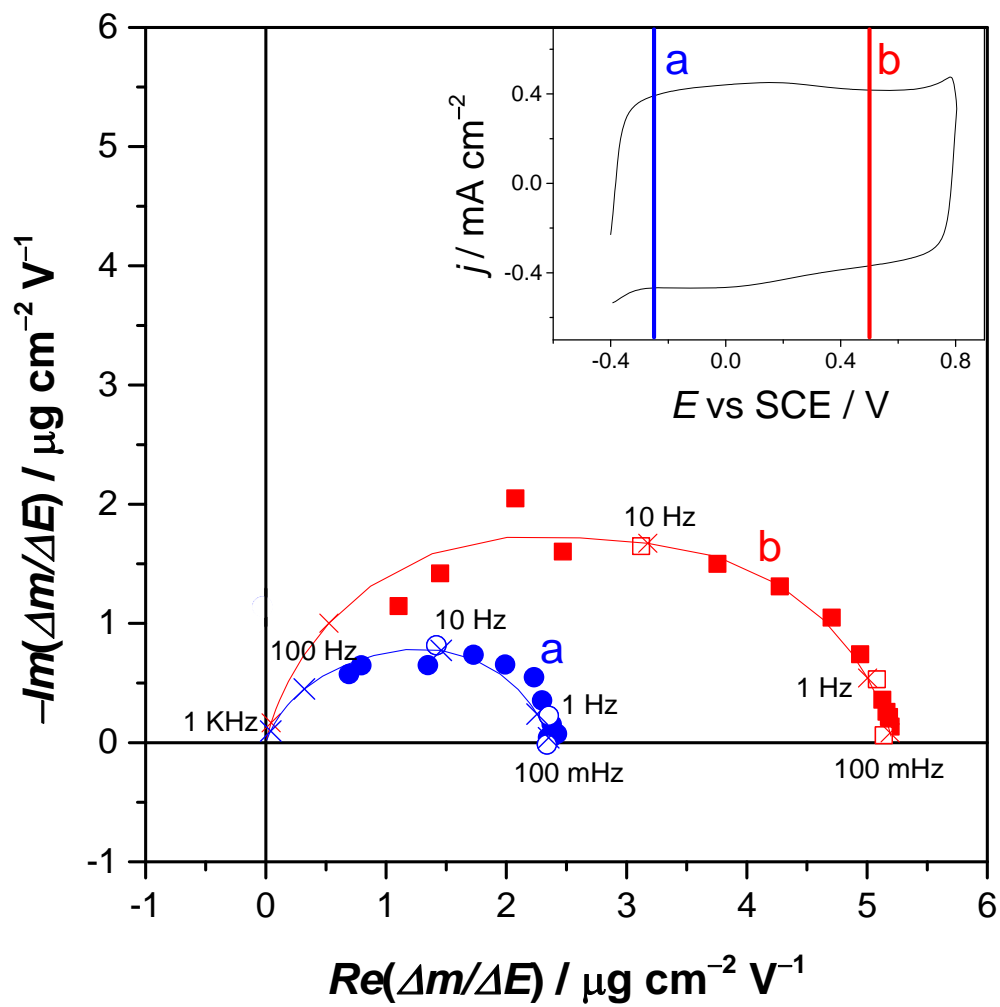 6
5
4
3
2
1
0
-1
-1
0
1
2
3
4
5
6
–Im(Δm/ΔE) / μg cm⁻² V⁻¹
Re(Δm/ΔE) / μg cm⁻² V⁻¹
a
b
0.4
0.0
-0.4
-0.4
0.0
0.4
0.8
j / mA cm⁻²
E vs SCE / V
10 Hz
b
10 Hz
100 Hz
a
1 Hz
1 Hz
1 KHz
100 mHz
100 mHz